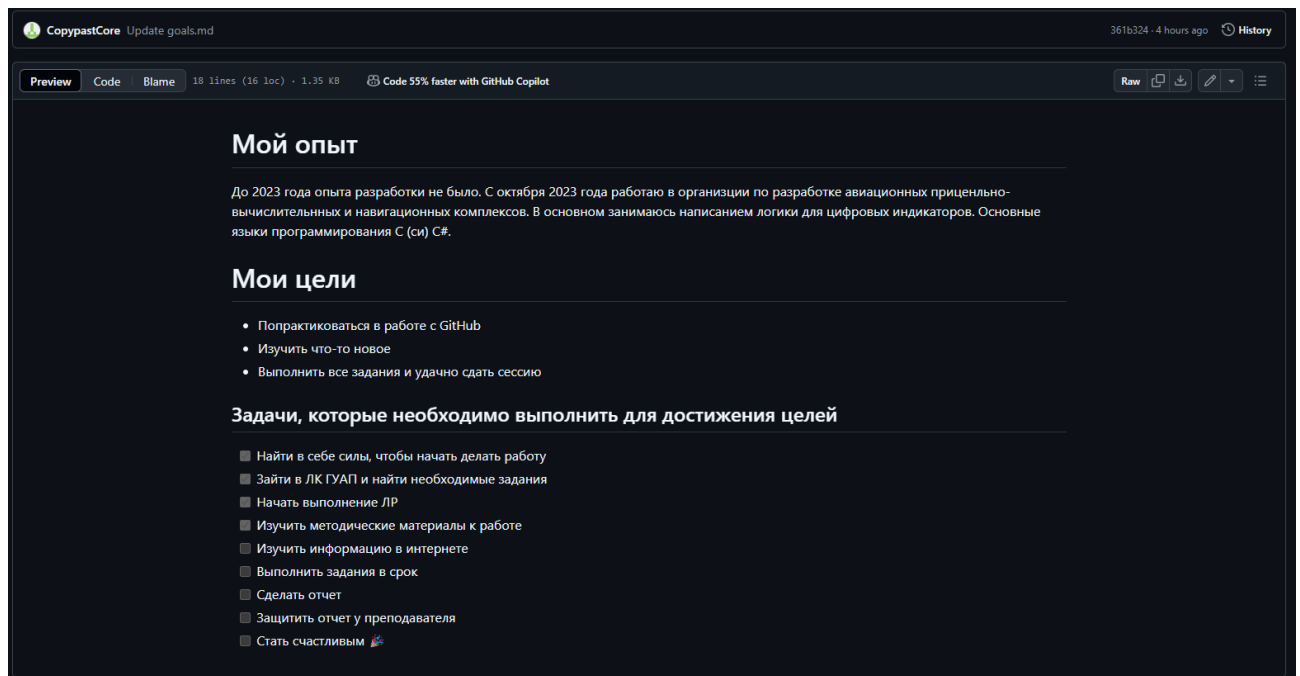 CopypastCore Update goals.md 361b324 · 4 hours ago History
Preview Code Blame 18 lines (16 loc) · 1.35 KB Code 55% faster with GitHub Copilot Raw
Мой опыт
До 2023 года опыта разработки не было. С октября 2023 года работаю в организции по разработке авиационных приценльно-
вычислительнных и навигационных комплексов. В основном занимаюсь написанием логики для цифровых индикаторов. Основные
языки программирования С (си) C#.
Мои цели
• Попрактиковаться в работе с GitHub
• Изучить что-то новое
• Выполнить все задания и удачно сдать сессию
Задачи, которые необходимо выполнить для достижения целей
Найти в себе силы, чтобы начать делать работу
Зайти в ЛК ГУАП и найти необходимые задания
Начать выполнение ЛР
Изучить методические материалы к работе
Изучить информацию в интернете
Выполнить задания в срок
Сделать отчет
Защитить отчет у преподавателя
Стать счастливым 🎉